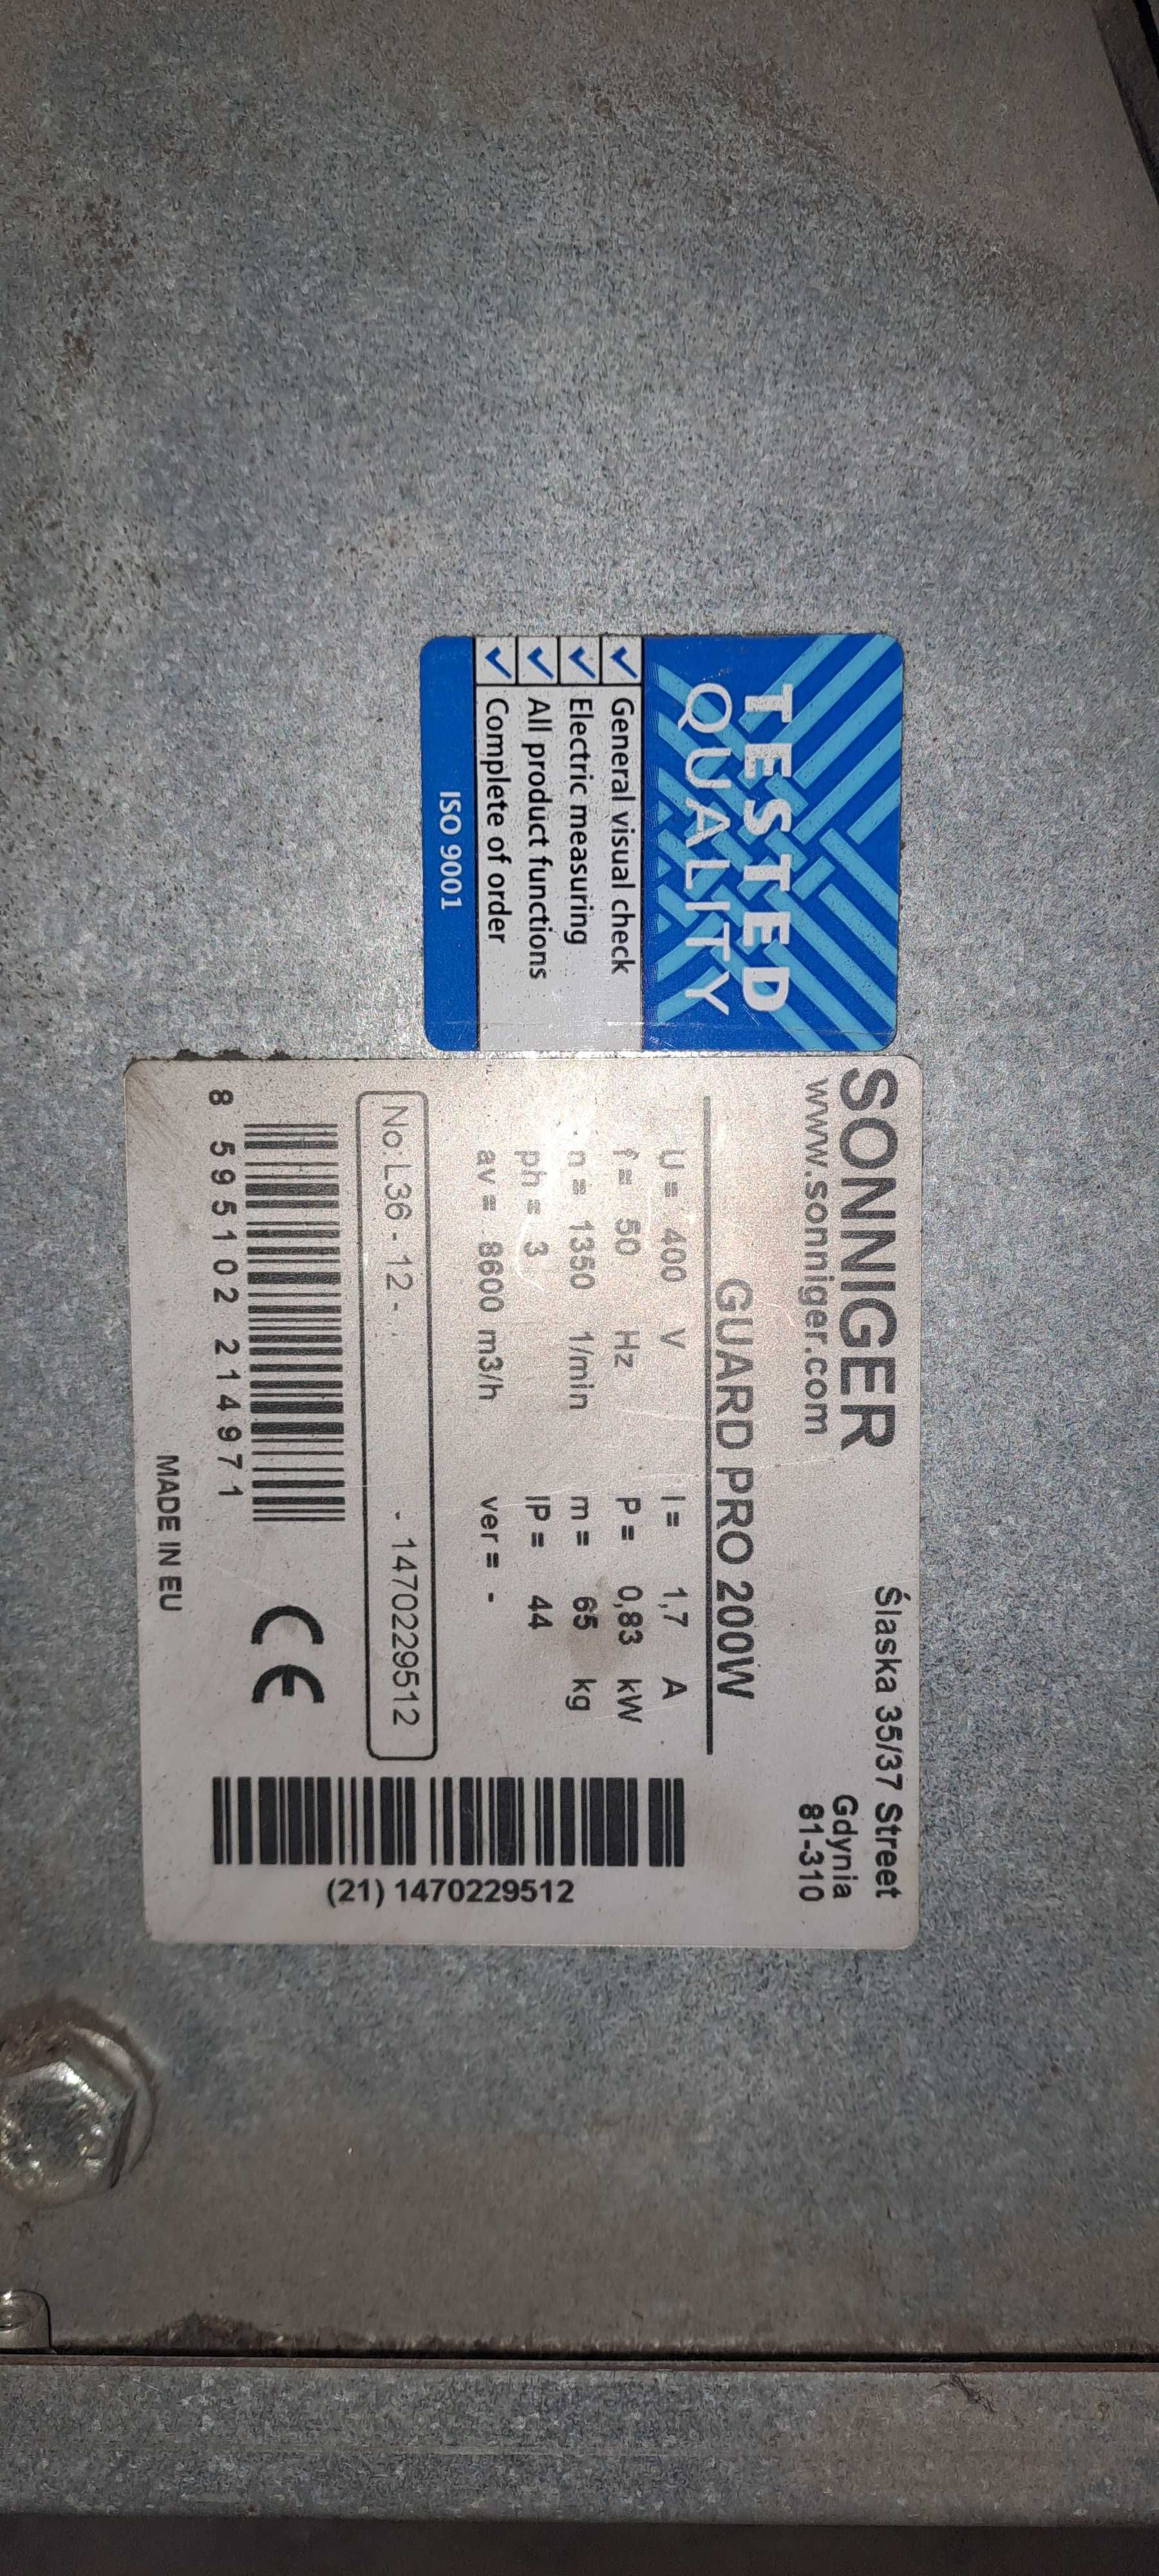 TESTED
QUALITY
General visual check
Electric measuring
All product functions
Complete of order
ISO 9001
SONNIGER
www.sonniger.com
Ślaska 35/37 Street
Gdynia
81-310
GUARD PRO 200W
U = 400 V I = 1,7 A
f = 50 Hz P = 0,83 kW
n = 1350 1/min m = 65 kg
ph = 3 IP = 44
av = 8600 m3/h ver = -
No: L36 - 12 - - 1470229512
8 595102 214971
CE
MADE IN EU
(21) 1470229512